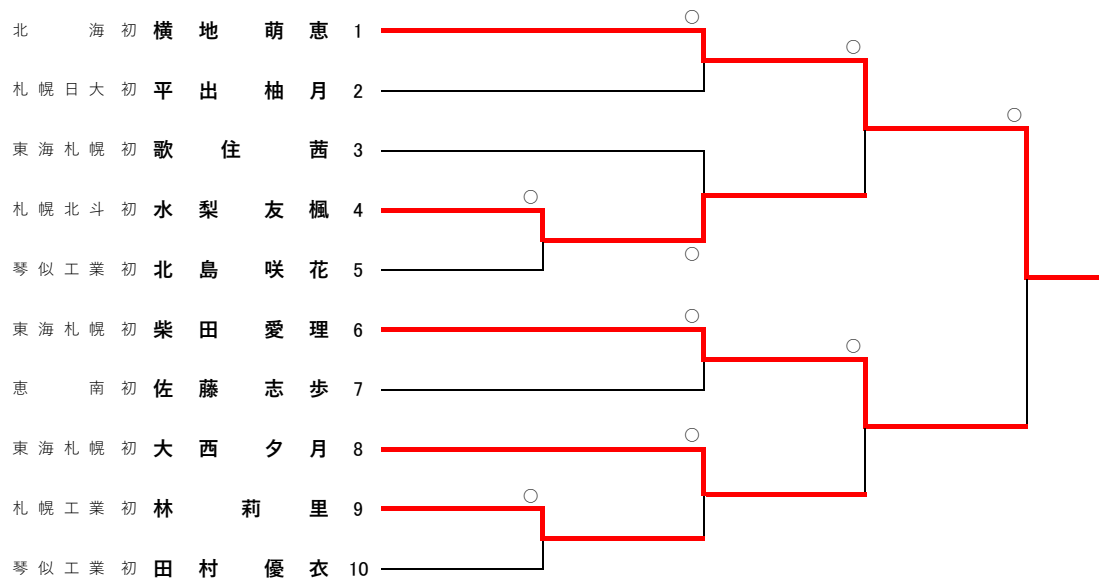 北海初 横地萌恵 1
札幌日大初 平出柚月 2
東海札幌初 歌住茜 3
札幌北斗初 水梨友楓 4
琴似工業初 北島咲花 5
東海札幌初 柴田愛理 6
恵南初 佐藤志歩 7
東海札幌初 大西夕月 8
札幌工業初 林莉里 9
琴似工業初 田村優衣 10